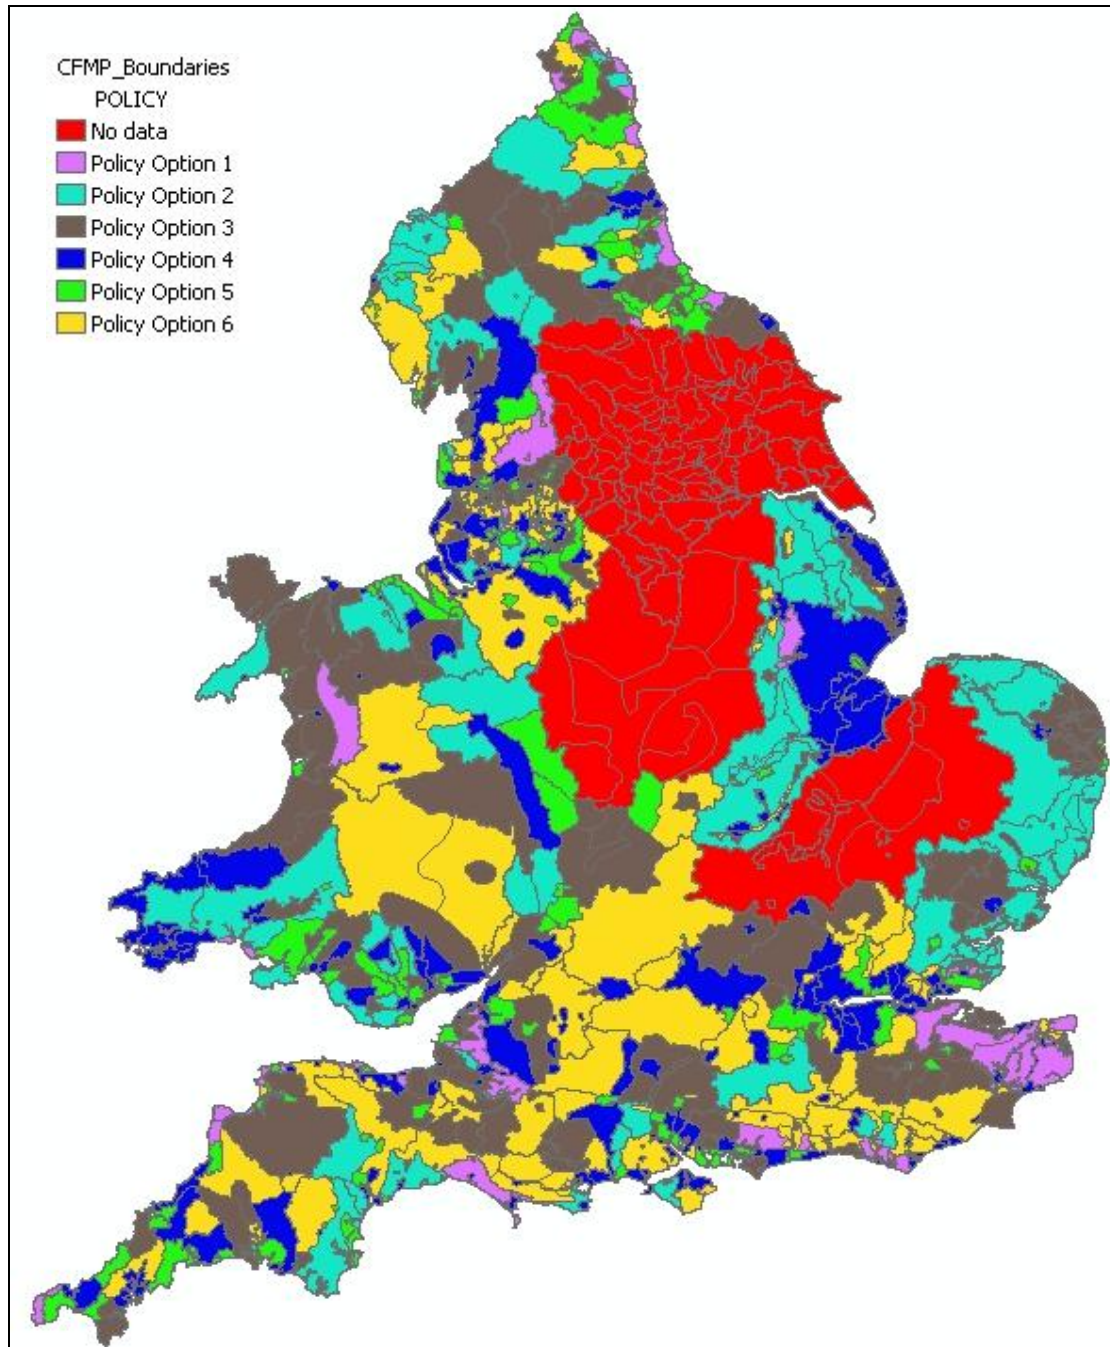 CFMP_Boundaries
POLICY
No data
Policy Option 1
Policy Option 2
Policy Option 3
Policy Option 4
Policy Option 5
Policy Option 6